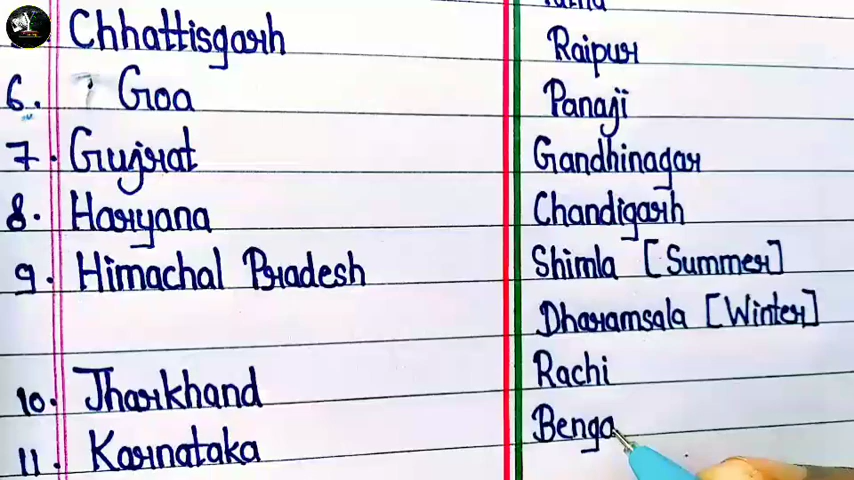 Chhattisgarh Raipur
6. Goa Panaji
7. Gujrat Gandhinagar
8. Haryana Chandigarh
9. Himachal Pradesh Shimla [Summer]
Dharamsala [Winter]
10. Jharkhand Rachi
11. Karnataka Benga